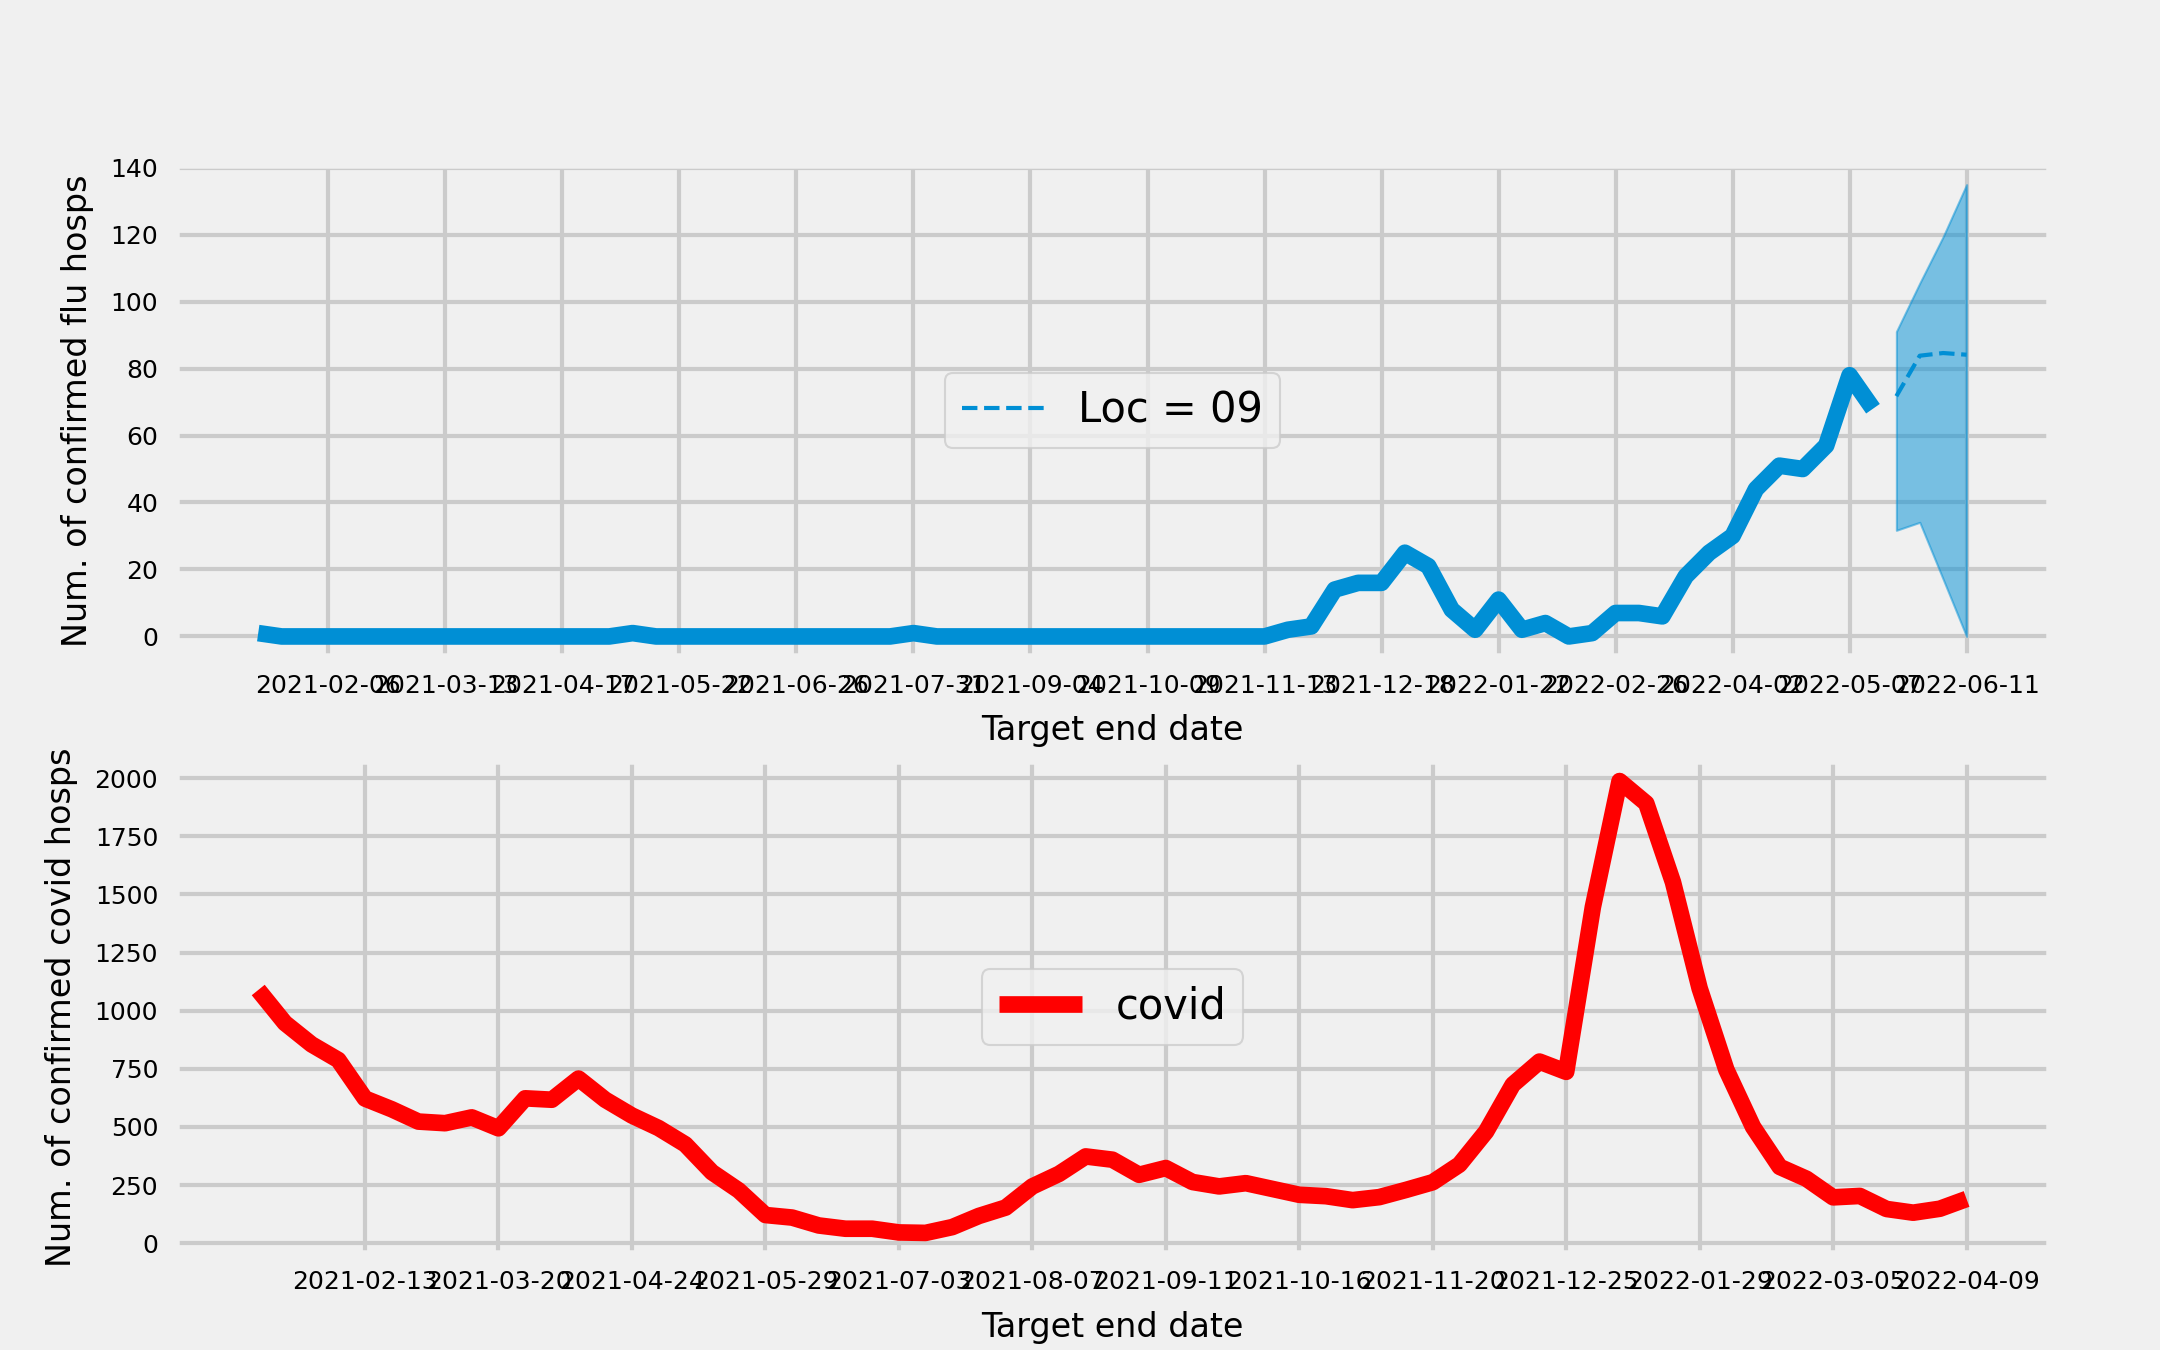 Num. of confirmed flu hosps
140
120
100
80
60
40
20
0
Loc = 09
2021-02-06 2021-03-13 2021-04-17 2021-05-22 2021-06-26 2021-07-31 2021-09-04 2021-10-09 2021-11-13 2021-12-18 2022-01-22 2022-02-26 2022-04-02 2022-05-07 2022-06-11
Target end date
Num. of confirmed covid hosps
2000
1750
1500
1250
1000
750
500
250
0
covid
2021-02-13 2021-03-20 2021-04-24 2021-05-29 2021-07-03 2021-08-07 2021-09-11 2021-10-16 2021-11-20 2021-12-25 2022-01-29 2022-03-05 2022-04-09
Target end date